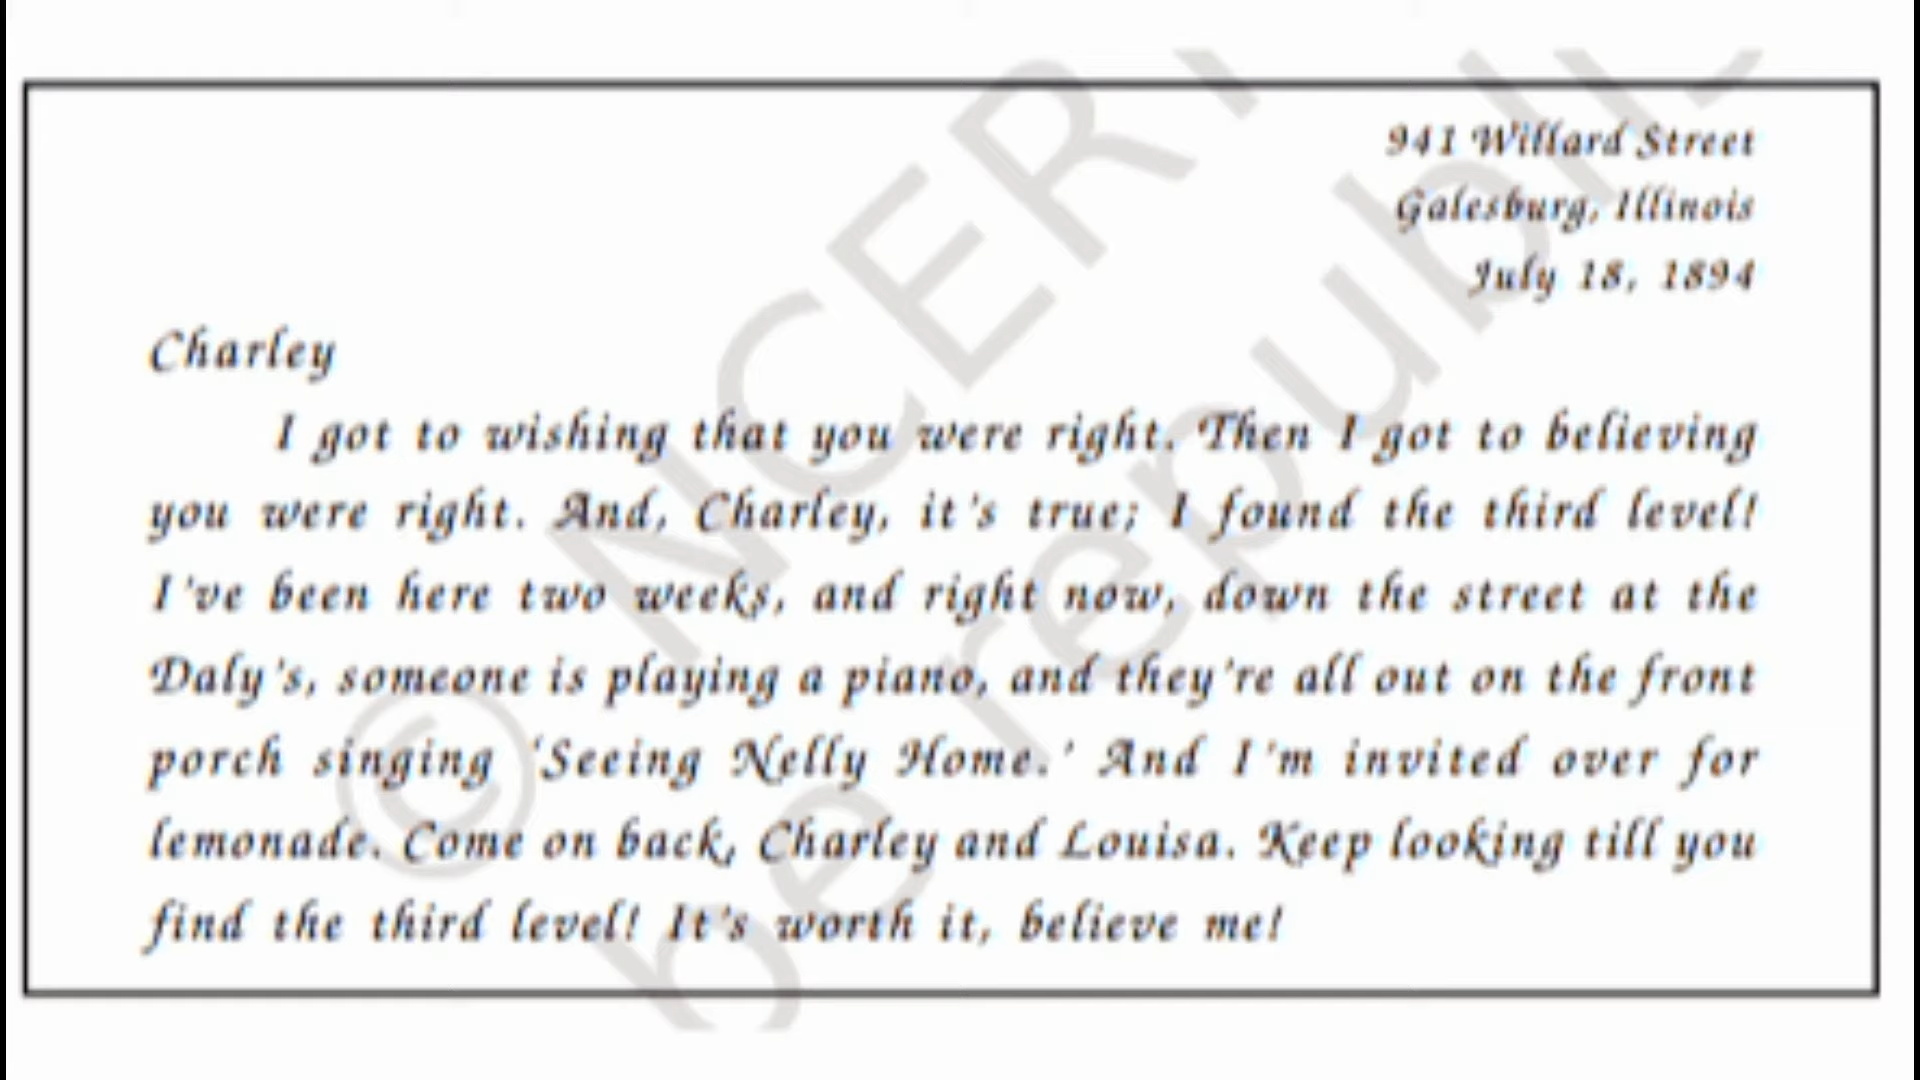 941 Willard Street
Galesburg, Illinois
July 18, 1894
Charley
I got to wishing that you were right. Then I got to believing
you were right. And, Charley, it's true; I found the third level!
I've been here two weeks, and right now, down the street at the
Daly's, someone is playing a piano, and they're all out on the front
porch singing 'Seeing Nelly Home.' And I'm invited over for
lemonade. Come on back, Charley and Louisa. Keep looking till you
find the third level! It's worth it, believe me!
© NCER
be republ